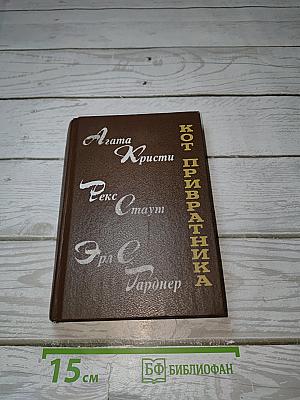 Агата
Кристи
Рекс
Стаут
Эрл С
Гарднер
КОТ ПРИВРАТНИКА
15 см
БФ БИБЛИОФАН